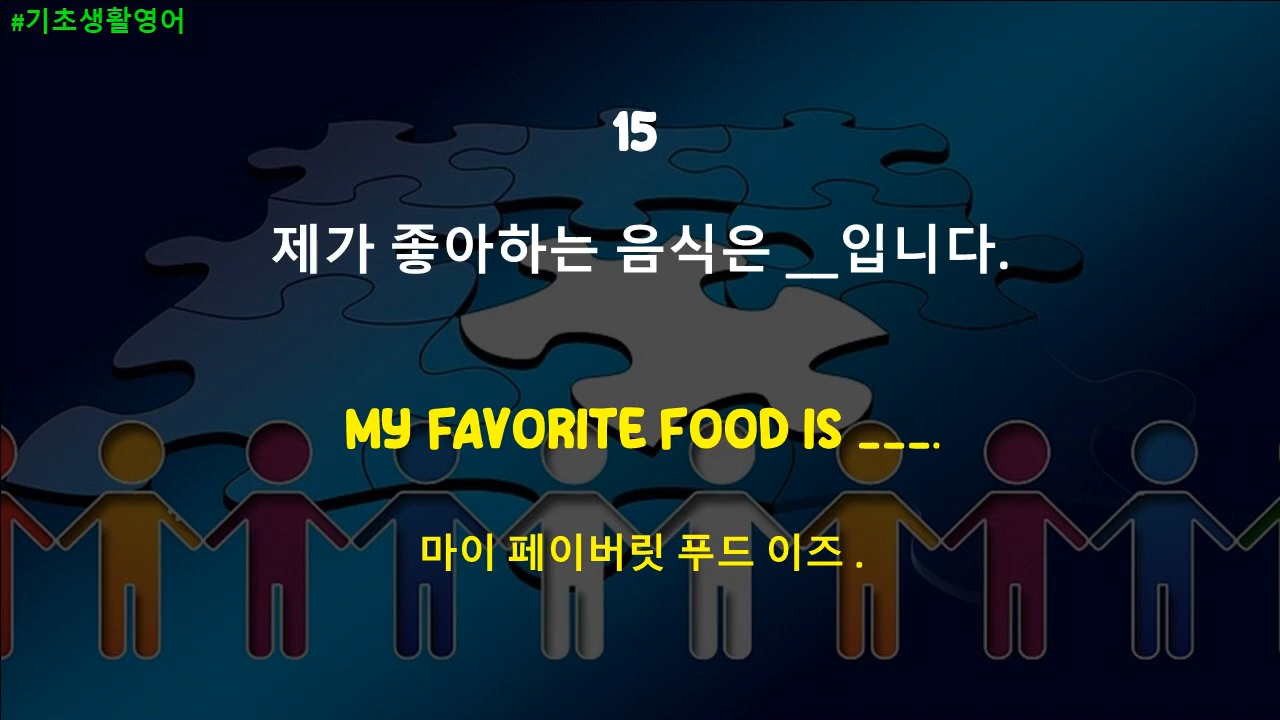 #기초생활영어
15
제가 좋아하는 음식은 __입니다.
MY FAVORITE FOOD IS ___.
마이 페이버릿 푸드 이즈 .